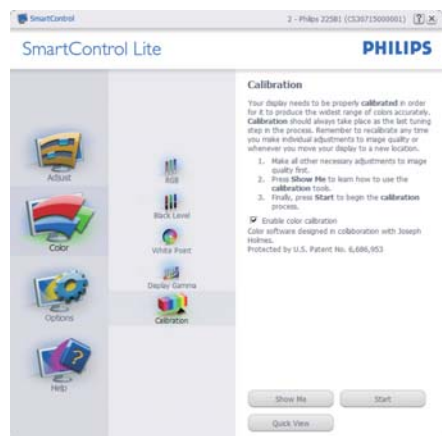 SmartControl
2 - Philips 225B1 (CS30715000001)
SmartControl Lite
PHILIPS
Adjust
Color
Options
Help
RGB
Black Level
White Point
Display Gamma
Calibration
Calibration
Your display needs to be properly calibrated in order
for it to produce the widest range of colors accurately.
Calibration should always take place as the last tuning
step in the process. Remember to recalibrate any time
you make individual adjustments to image quality or
whenever you move your display to a new location.
1. Make all other necessary adjustments to image
quality first.
2. Press Show Me to learn how to use the
calibration tools.
3. Finally, press Start to begin the calibration
process.
Enable color calibration
Color software designed in collaboration with Joseph
Holmes.
Protected by U.S. Patent No. 6,686,953
Show Me
Start
Quick View